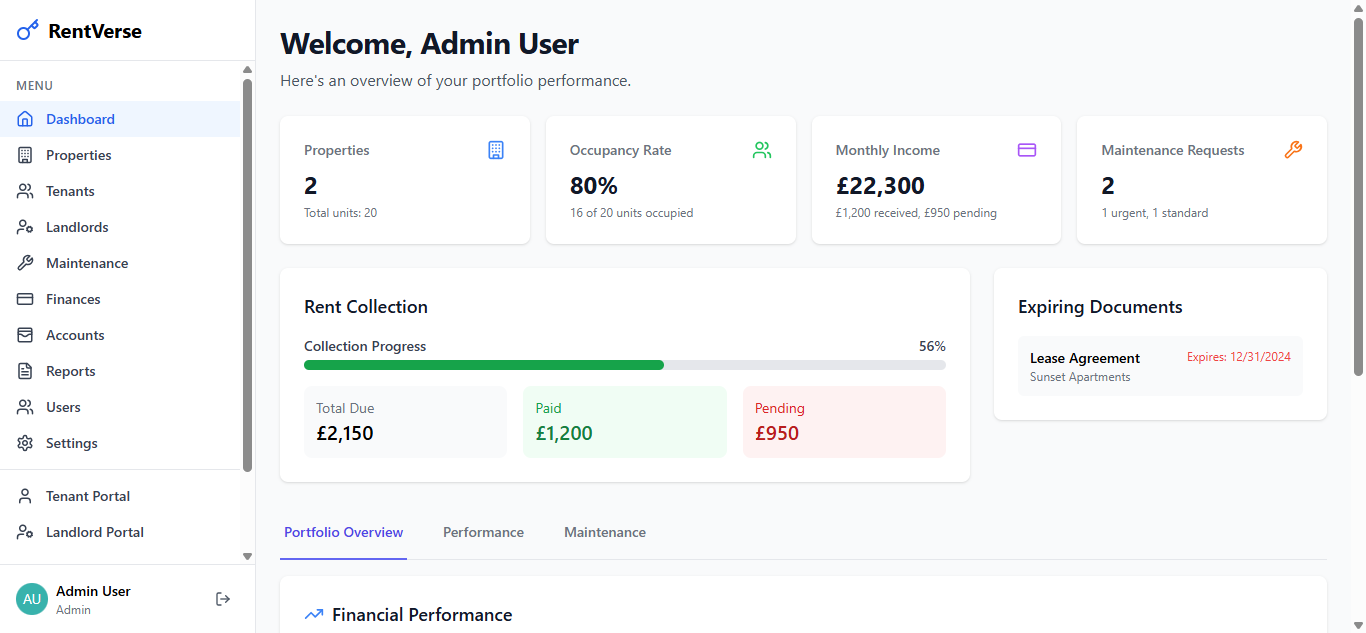 RentVerse
MENU
Dashboard
Properties
Tenants
Landlords
Maintenance
Finances
Accounts
Reports
Users
Settings
Tenant Portal
Landlord Portal
AU
Admin User
Admin
Welcome, Admin User
Here's an overview of your portfolio performance.
Properties
2
Total units: 20
Occupancy Rate
80%
16 of 20 units occupied
Monthly Income
£22,300
£1,200 received, £950 pending
Maintenance Requests
2
1 urgent, 1 standard
Rent Collection
Collection Progress
56%
Total Due
£2,150
Paid
£1,200
Pending
£950
Expiring Documents
Lease Agreement
Expires: 12/31/2024
Sunset Apartments
Portfolio Overview
Performance
Maintenance
Financial Performance